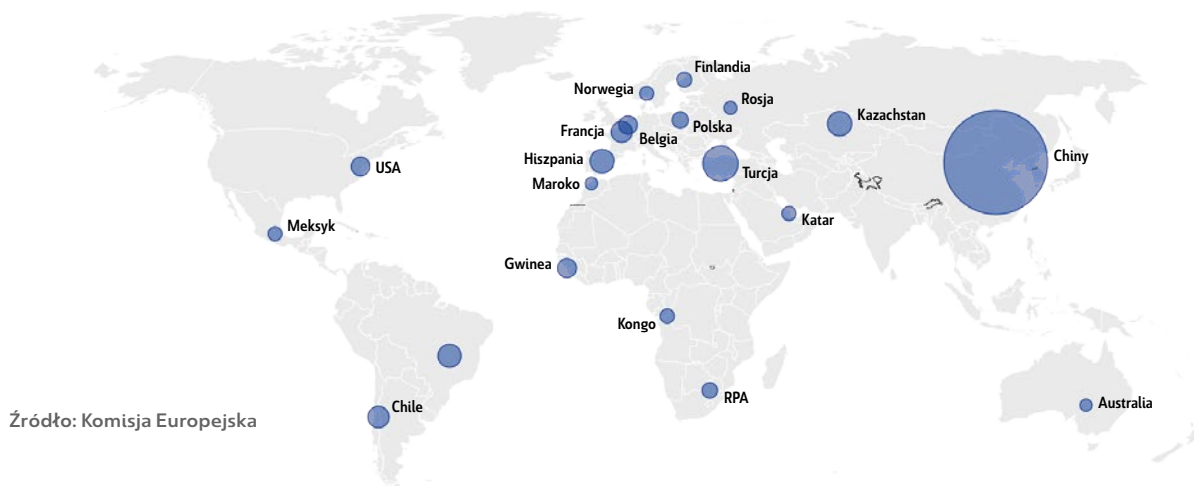 Finlandia
Norwegia
Rosja
Kazachstan
Francja
Belgia
Polska
Chiny
Hiszpania
USA
Turcja
Maroko
Katar
Meksyk
Gwinea
Kongo
RPA
Chile
Australia
Źródło: Komisja Europejska